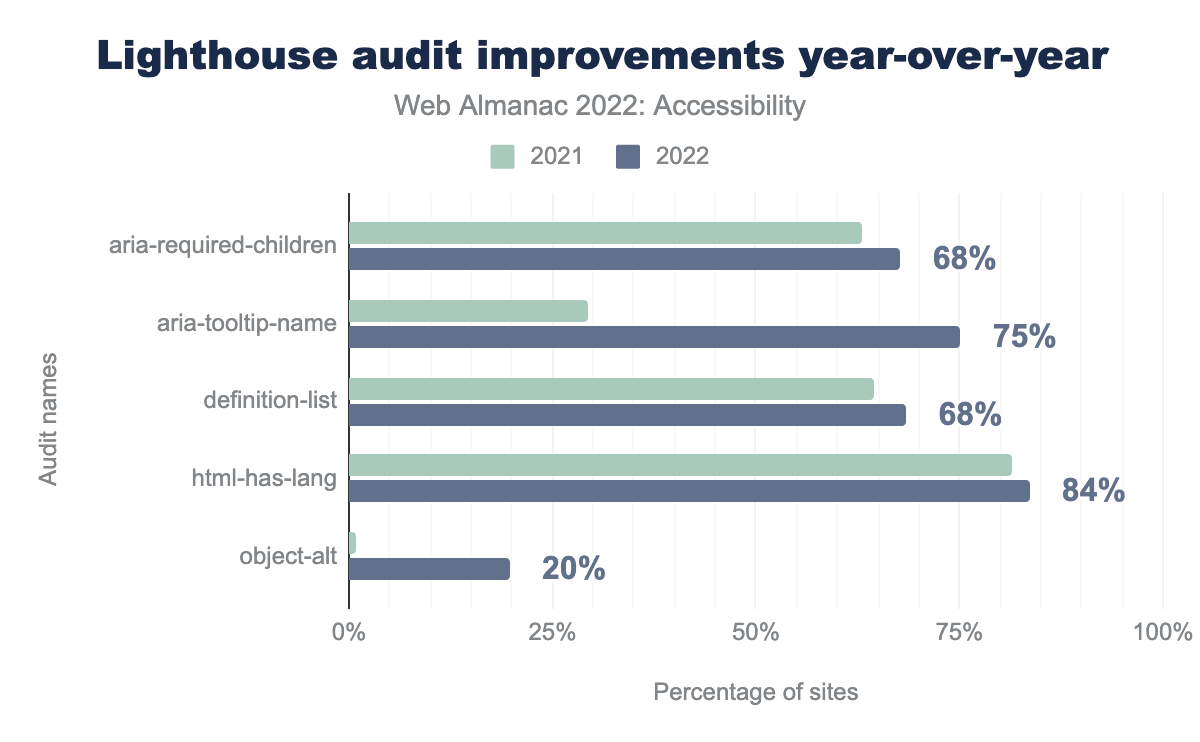 Lighthouse audit improvements year-over-year
Web Almanac 2022: Accessibility
2021 2022
Audit names
aria-required-children 68%
aria-tooltip-name 75%
definition-list 68%
html-has-lang 84%
object-alt 20%
0% 25% 50% 75% 100%
Percentage of sites